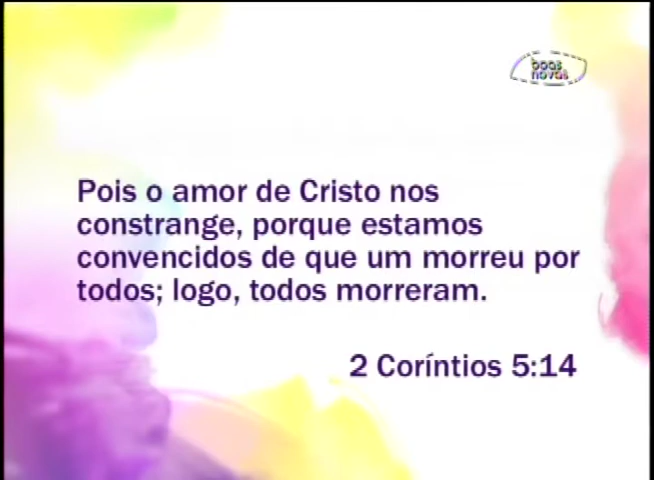 boas
novas
Pois o amor de Cristo nos
constrange, porque estamos
convencidos de que um morreu por
todos; logo, todos morreram.
2 Coríntios 5:14